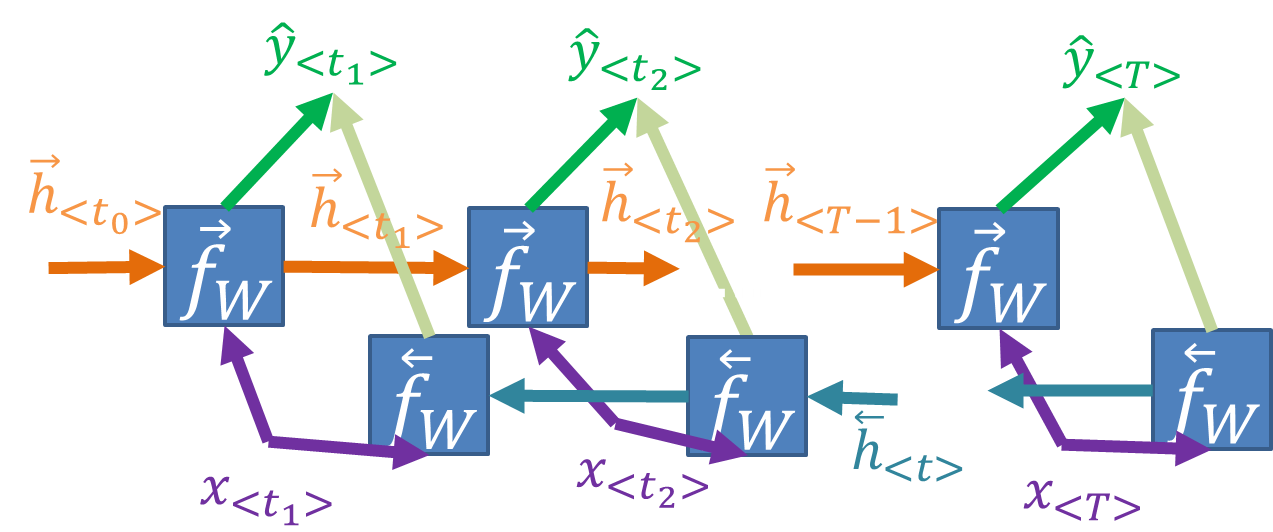 ŷ<t₁> ŷ<t₂> ŷ<T>
h⃗<t₀> h⃗<t₁> h⃗<t₂> h⃗<T−1>
f⃗W f⃗W f⃗W
f⃖W f⃖W f⃖W
h⃖<t>
x<t₁> x<t₂> x<T>